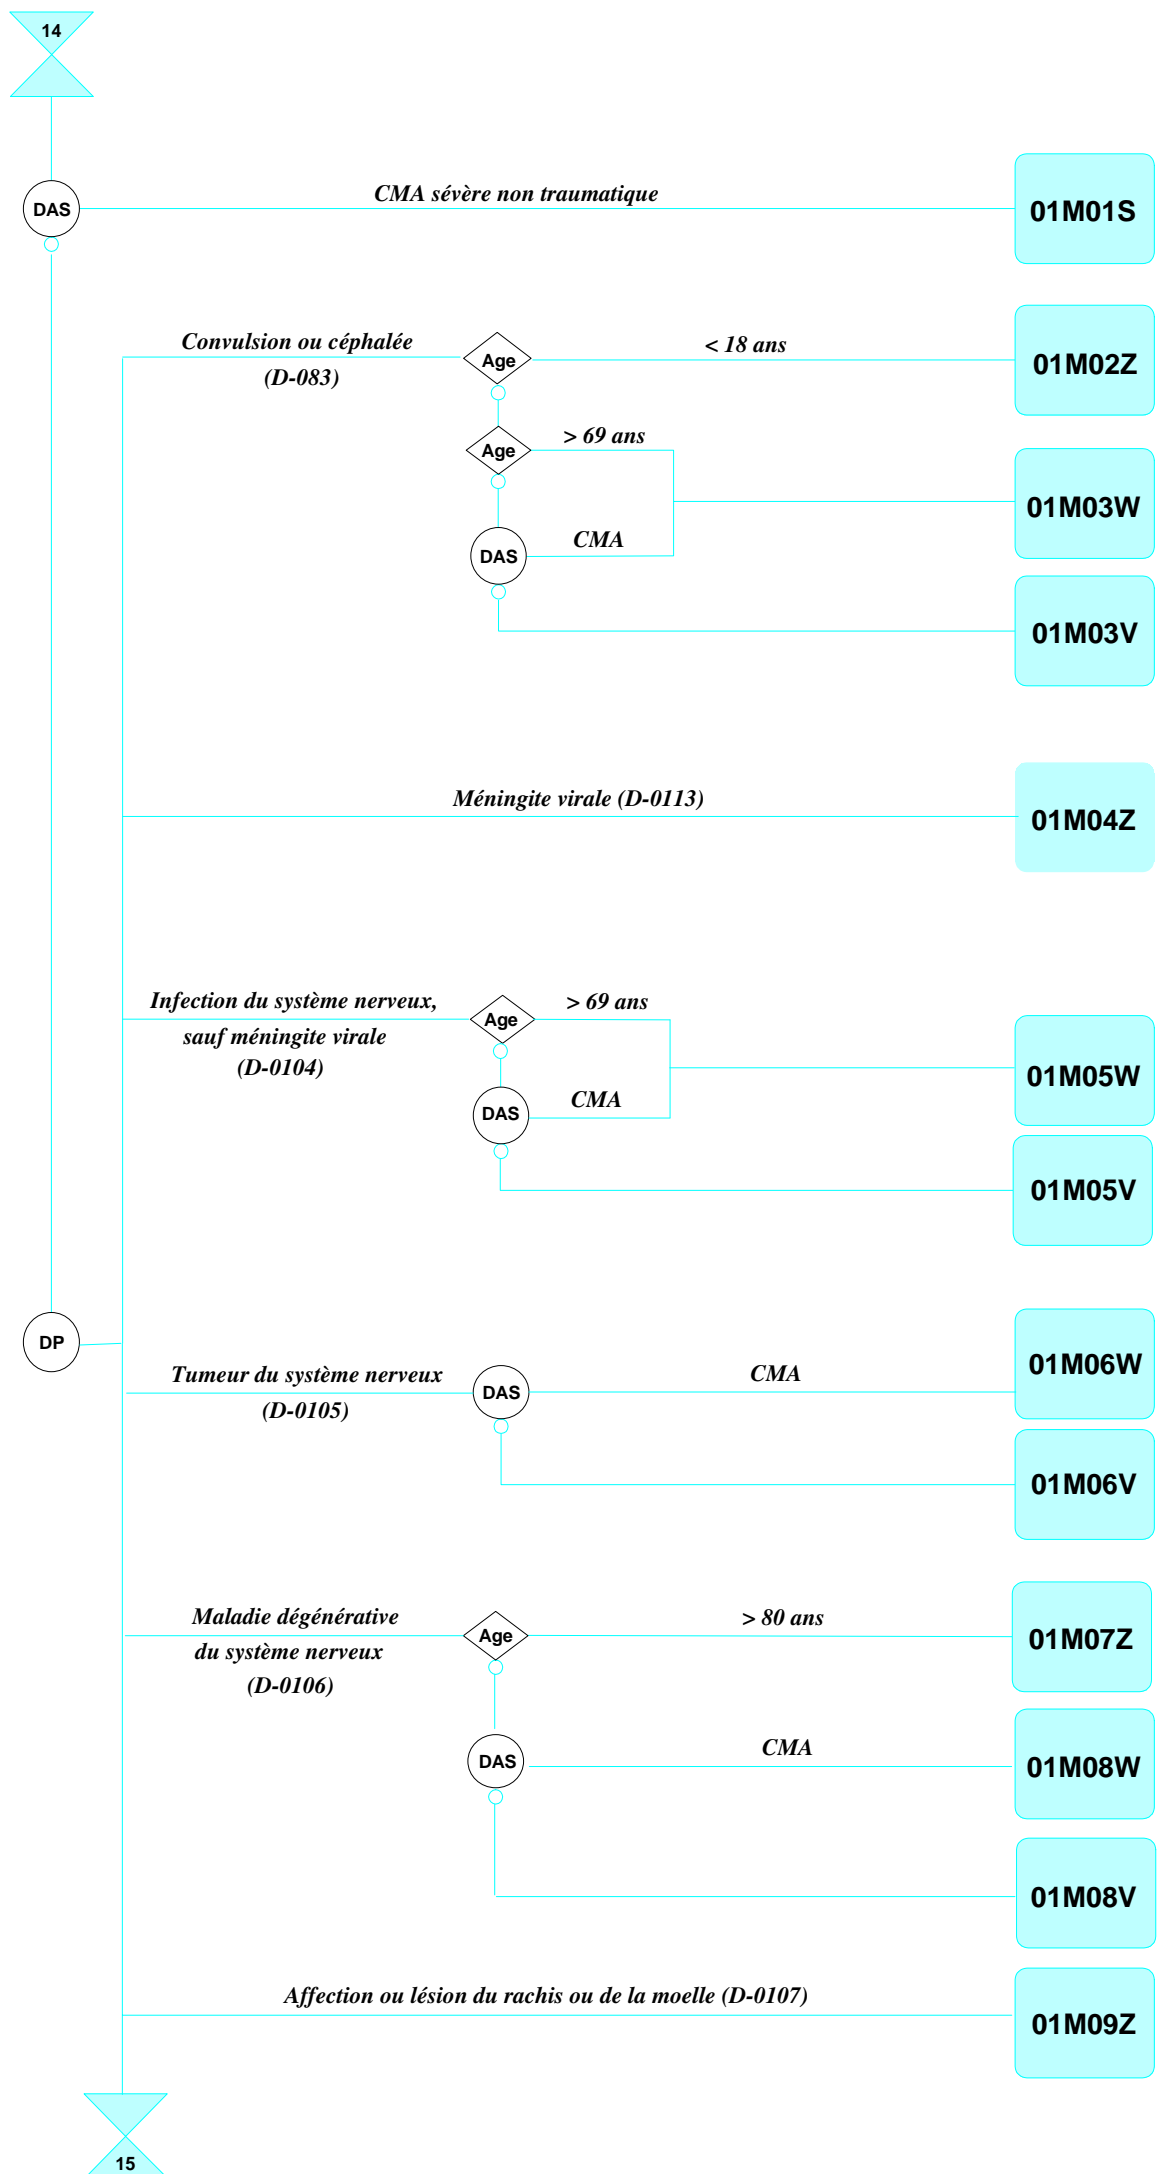 14
DAS
CMA sévère non traumatique
01M01S
Convulsion ou céphalée
(D-083)
Age
< 18 ans
01M02Z
Age
> 69 ans
01M03W
DAS
CMA
01M03V
Méningite virale (D-0113)
01M04Z
Infection du système nerveux,
sauf méningite virale
(D-0104)
Age
> 69 ans
01M05W
DAS
CMA
01M05V
DP
Tumeur du système nerveux
(D-0105)
DAS
CMA
01M06W
01M06V
Maladie dégénérative
du système nerveux
(D-0106)
Age
> 80 ans
01M07Z
DAS
CMA
01M08W
01M08V
Affection ou lésion du rachis ou de la moelle (D-0107)
01M09Z
15